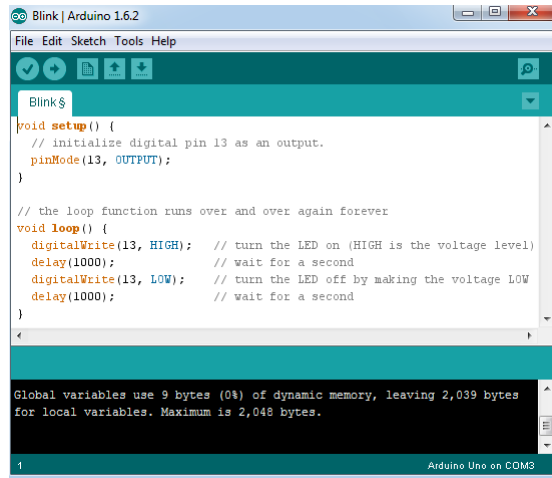 Blink | Arduino 1.6.2
File Edit Sketch Tools Help
Blink §
void setup() {
  // initialize digital pin 13 as an output.
  pinMode(13, OUTPUT);
}

// the loop function runs over and over again forever
void loop() {
  digitalWrite(13, HIGH);   // turn the LED on (HIGH is the voltage level)
  delay(1000);              // wait for a second
  digitalWrite(13, LOW);    // turn the LED off by making the voltage LOW
  delay(1000);              // wait for a second
}
Global variables use 9 bytes (0%) of dynamic memory, leaving 2,039 bytes
for local variables. Maximum is 2,048 bytes.
1 Arduino Uno on COM3